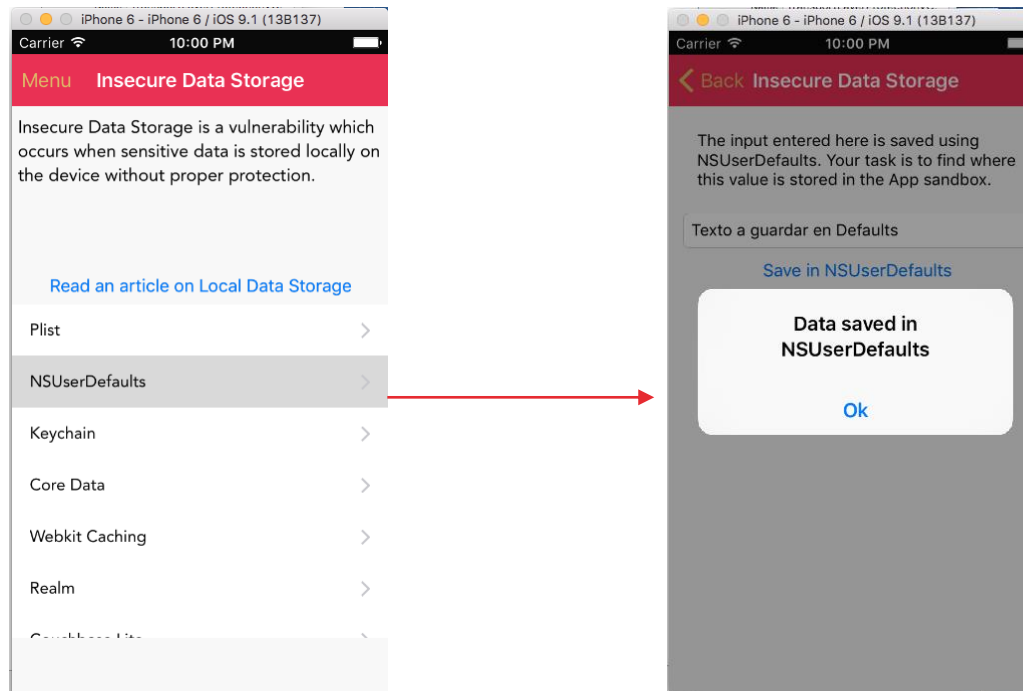 iPhone 6 - iPhone 6 / iOS 9.1 (13B137)
Carrier 10:00 PM
Menu Insecure Data Storage
Insecure Data Storage is a vulnerability which
occurs when sensitive data is stored locally on
the device without proper protection.
Read an article on Local Data Storage
Plist
NSUserDefaults
Keychain
Core Data
Webkit Caching
Realm
iPhone 6 - iPhone 6 / iOS 9.1 (13B137)
Carrier 10:00 PM
Back Insecure Data Storage
The input entered here is saved using
NSUserDefaults. Your task is to find where
this value is stored in the App sandbox.
Texto a guardar en Defaults
Save in NSUserDefaults
Data saved in
NSUserDefaults
Ok